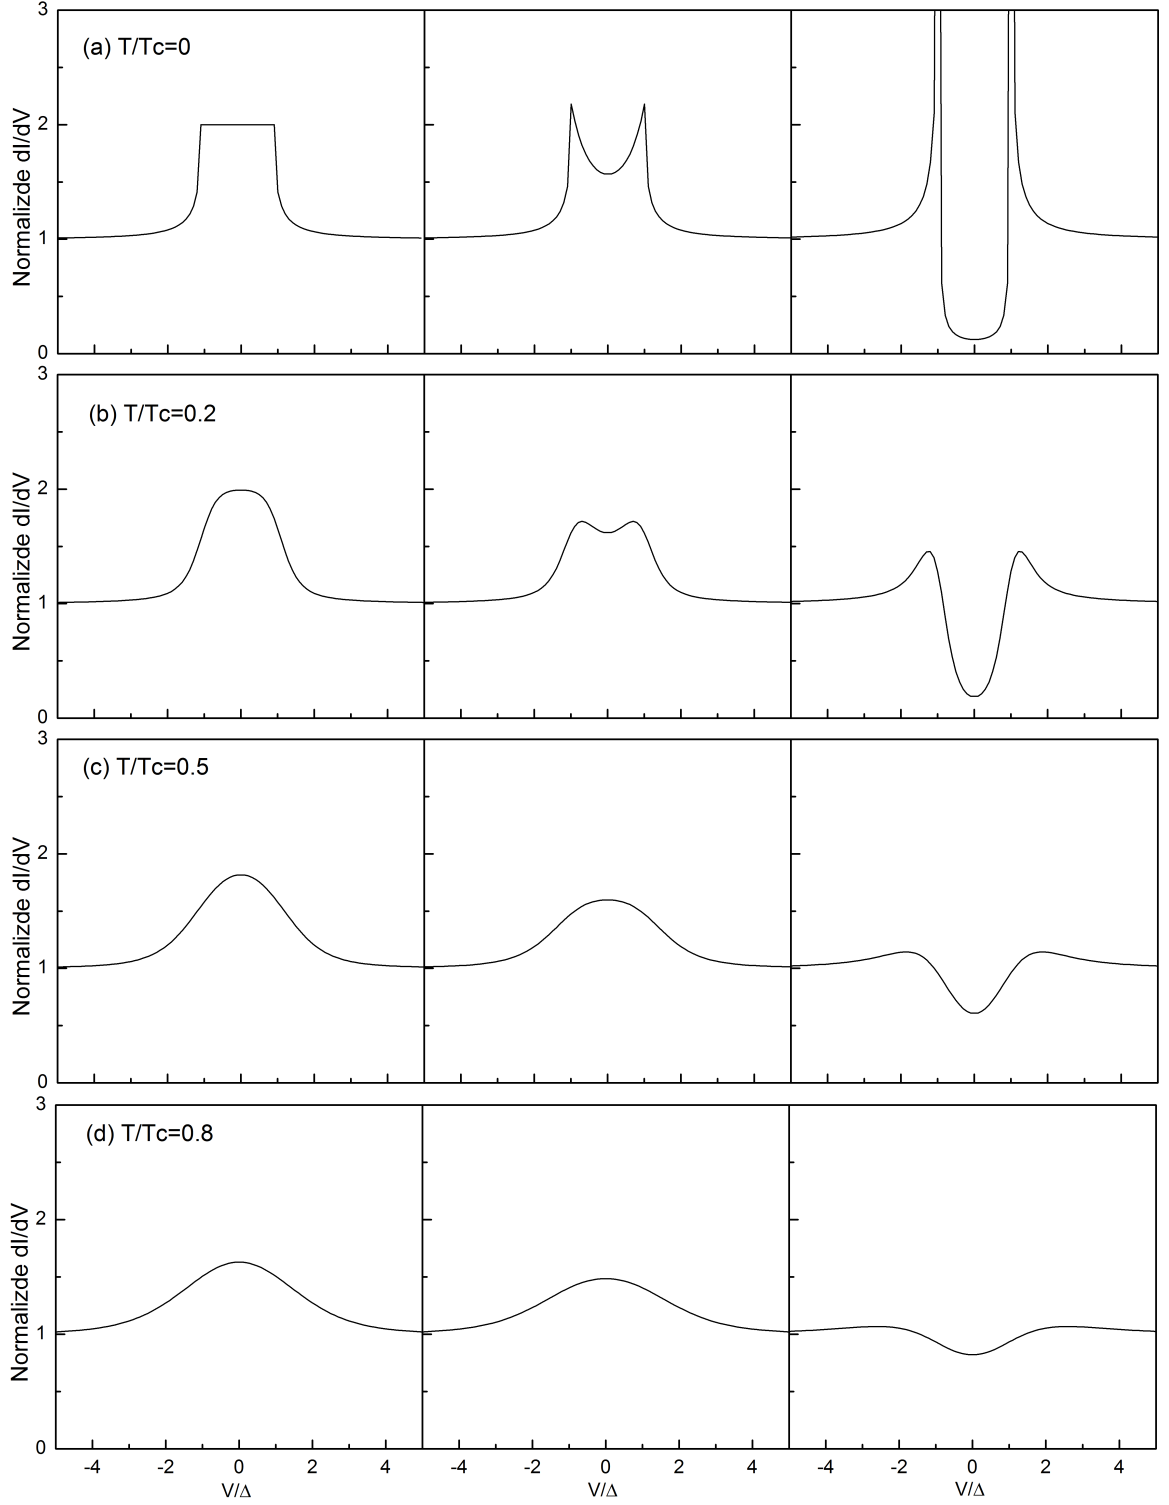 3
(a) T/Tc=0
2
1
0
Normalizde dI/dV
3
(b) T/Tc=0.2
2
1
0
Normalizde dI/dV
3
(c) T/Tc=0.5
2
1
0
Normalizde dI/dV
3
(d) T/Tc=0.8
2
1
0
Normalizde dI/dV
-4 -2 0 2 4 -4 -2 0 2 4 -4 -2 0 2 4
V/Δ V/Δ V/Δ